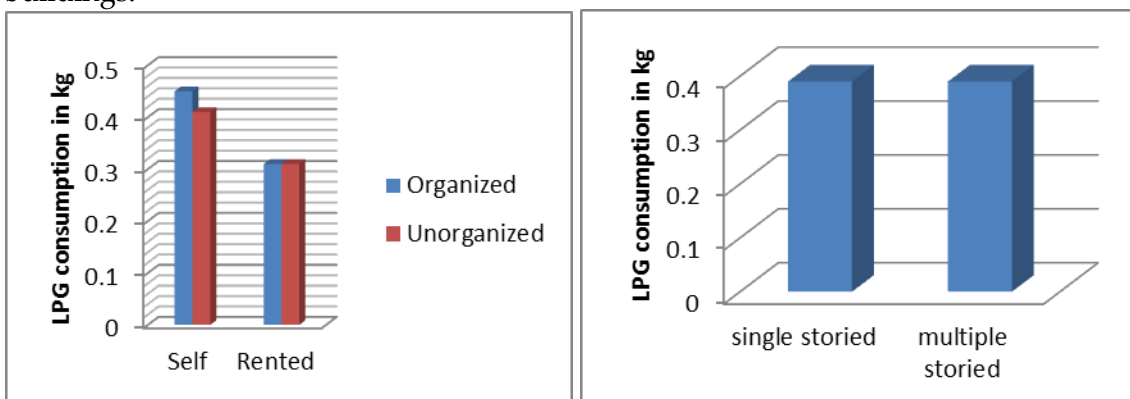 buildings.
LPG consumption in kg
0.5
0.4
0.3
0.2
0.1
0
Self Rented
Organized
Unorganized
LPG consumption in kg
0.4
0.3
0.2
0.1
0
single storied
multiple
storied